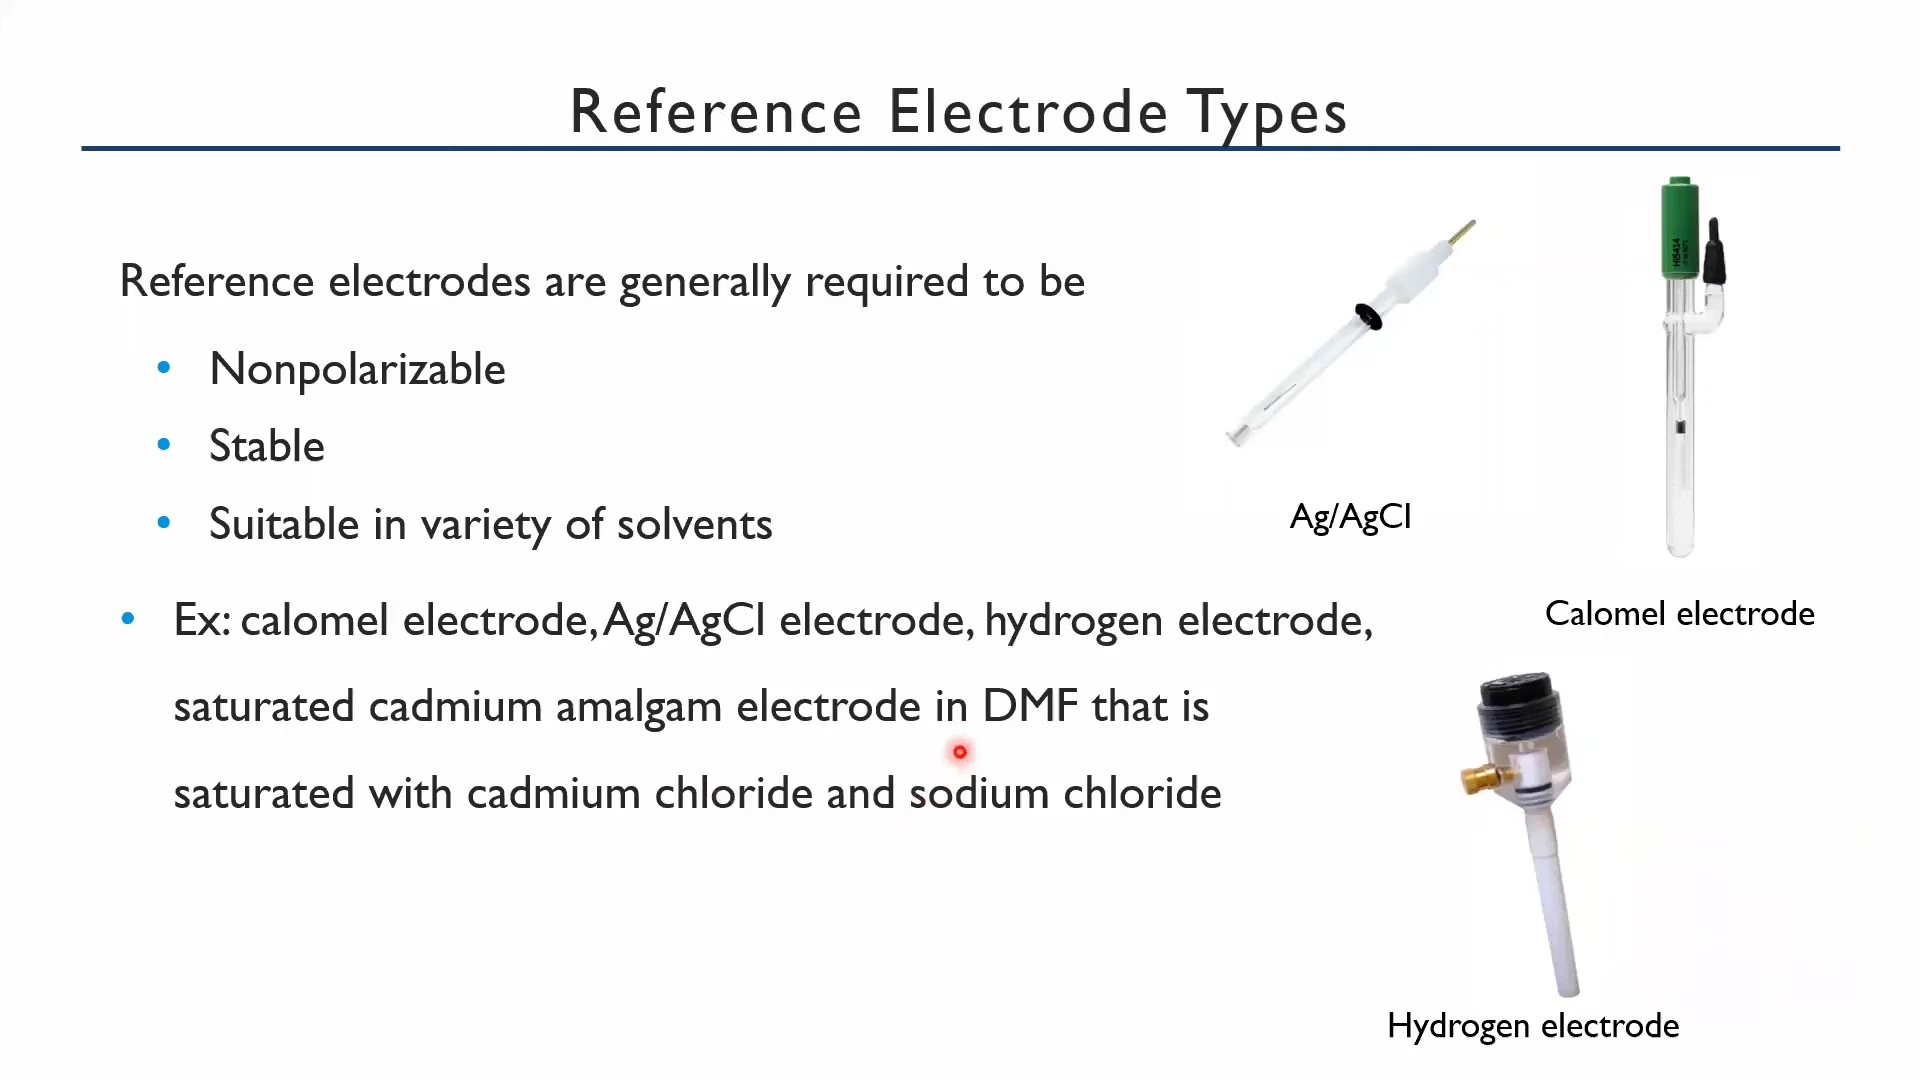 Reference Electrode Types
Reference electrodes are generally required to be
• Nonpolarizable
• Stable
• Suitable in variety of solvents
• Ex: calomel electrode, Ag/AgCl electrode, hydrogen electrode,
saturated cadmium amalgam electrode in DMF that is
saturated with cadmium chloride and sodium chloride
Ag/AgCl
HI5414
Calomel electrode
Hydrogen electrode